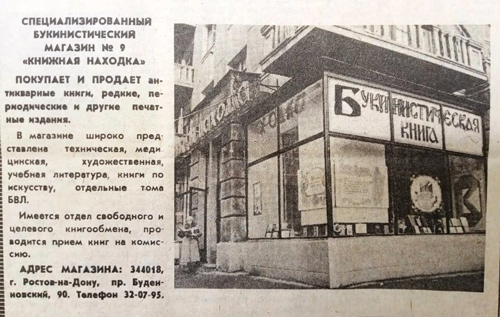 СПЕЦИАЛИЗИРОВАННЫЙ
БУКИНИСТИЧЕСКИЙ
МАГАЗИН № 9
«КНИЖНАЯ НАХОДКА»
ПОКУПАЕТ И ПРОДАЕТ ан-
тикварные книги, редкие, пе-
риодические и другие печат-
ные издания.
В магазине широко пред-
ставлена техническая, меди-
цинская, художественная,
учебная литература, книги по
искусству, отдельные тома
БВЛ.
Имеется отдел свободного и
целевого книгообмена, про-
водится прием книг на комис-
сию.
АДРЕС МАГАЗИНА: 344018,
г. Ростов-на-Дону, пр. Буден-
новский, 90. Телефон 32-07-95.
БУКИНИСТИЧЕСКАЯ
КНИГА